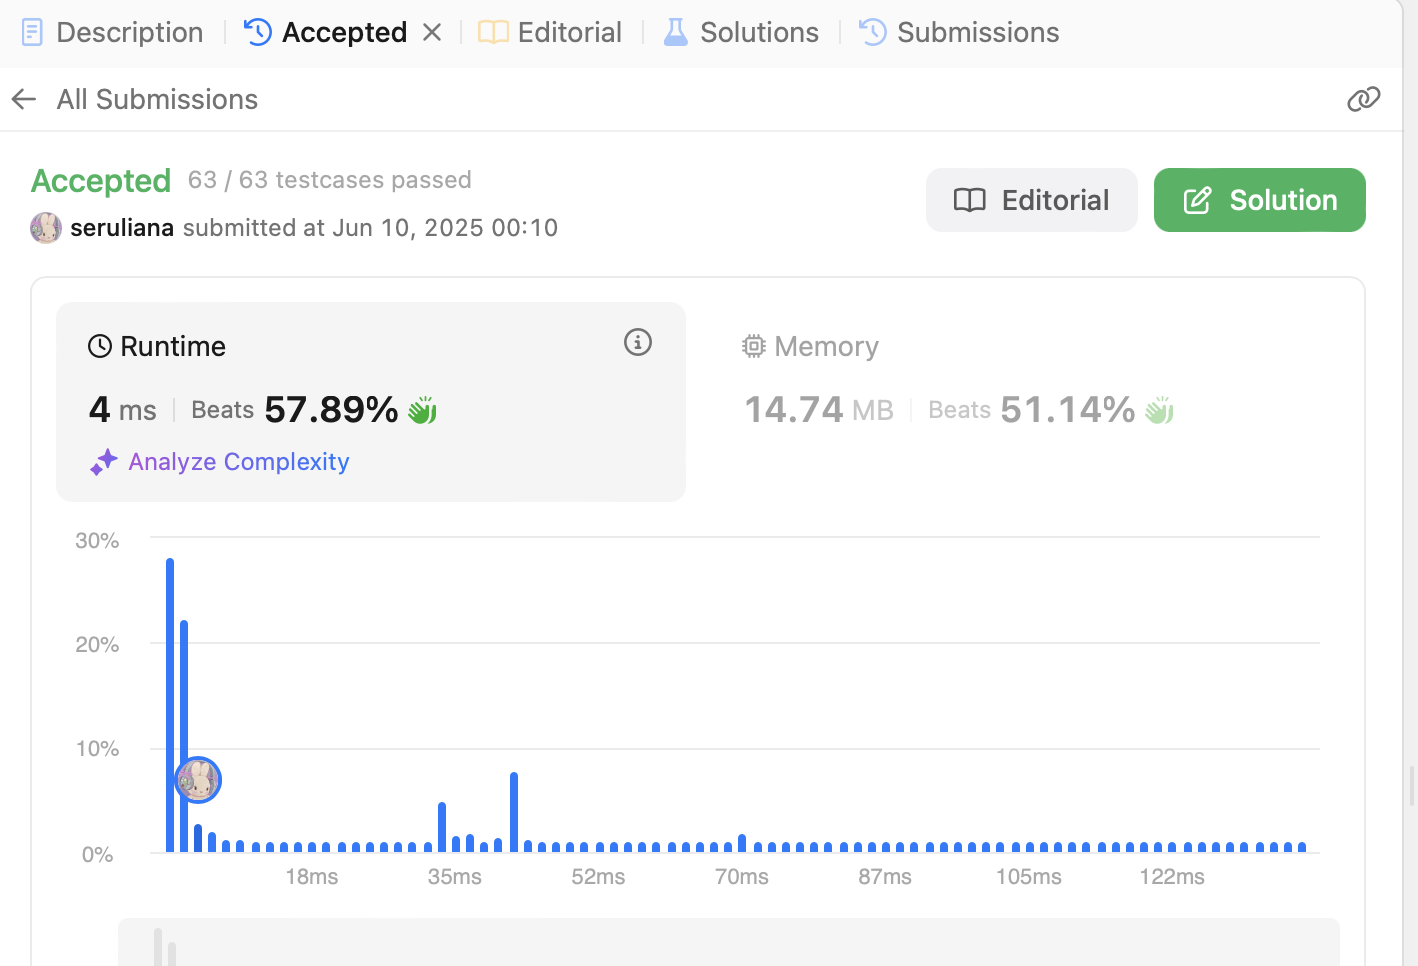 Description Accepted Editorial Solutions Submissions
All Submissions
Accepted 63 / 63 testcases passed
seruliana submitted at Jun 10, 2025 00:10
Editorial Solution
Runtime
4 ms Beats 57.89%
Analyze Complexity
Memory
14.74 MB Beats 51.14%
30%
20%
10%
0%
18ms 35ms 52ms 70ms 87ms 105ms 122ms